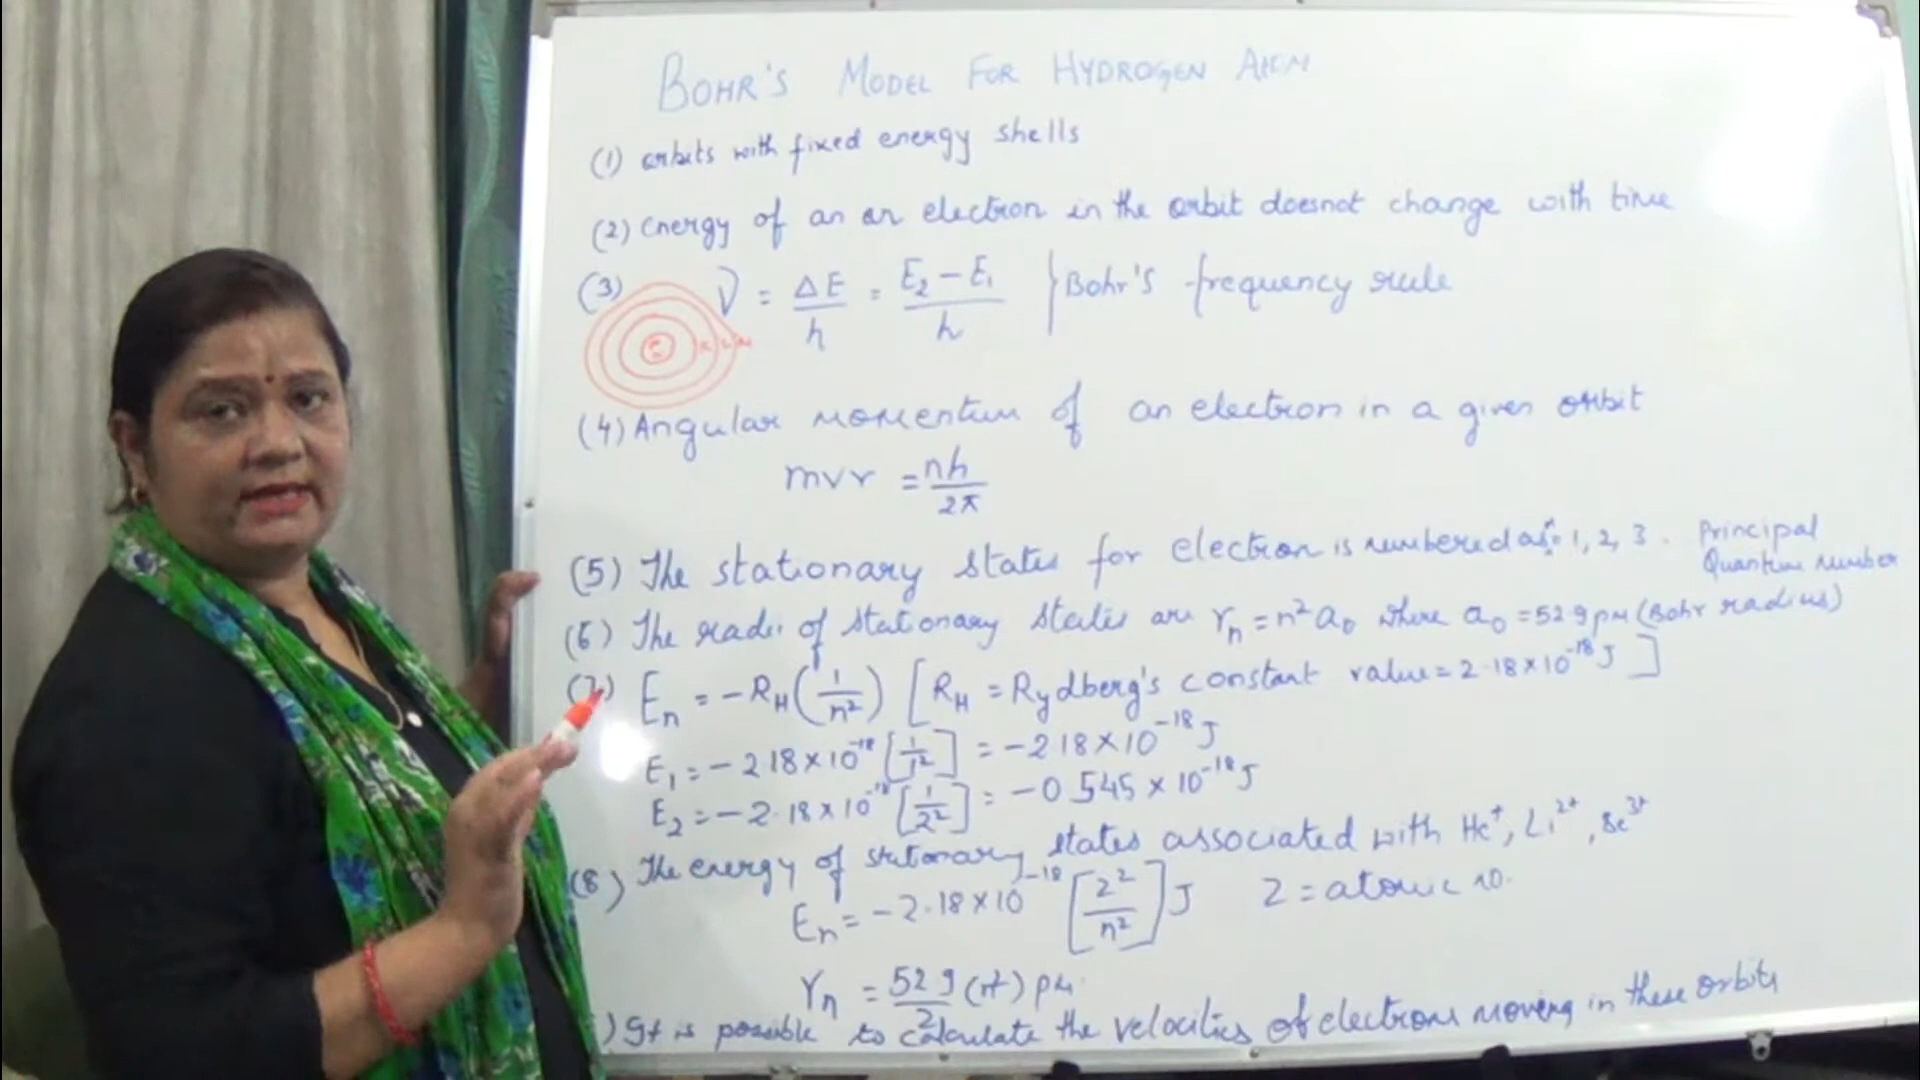 BOHR'S MODEL FOR HYDROGEN ATOM
(1) orbits with fixed energy shells
(2) energy of an an electron in the orbit doesnot change with time
(3) ν = ΔE/h = E₂ − E₁/h } Bohr's frequency rule
K L M
(4) Angular momentum of an electron in a given orbit
mvr = nh/2π
(5) The stationary states for electron is numbered as 1, 2, 3. Principal Quantum number
(6) The radii of stationary states are rₙ = n²a₀ where a₀ = 52.9 pm (Bohr radius)
(7) Eₙ = −R_H (1/n²) [R_H = Rydberg's constant value = 2.18 × 10⁻¹⁸ J]
E₁ = −2.18 × 10⁻¹⁸ [1/1²] = −2.18 × 10⁻¹⁸ J
E₂ = −2.18 × 10⁻¹⁸ [1/2²] = −0.545 × 10⁻¹⁸ J
(8) The energy of stationary states associated with He⁺, Li²⁺, Be³⁺
Eₙ = −2.18 × 10⁻¹⁸ [Z²/n²] J Z = atomic no.
rₙ = 52.9 (n²)/Z pm
) It is possible to calculate the velocities of electrons moving in these orbits